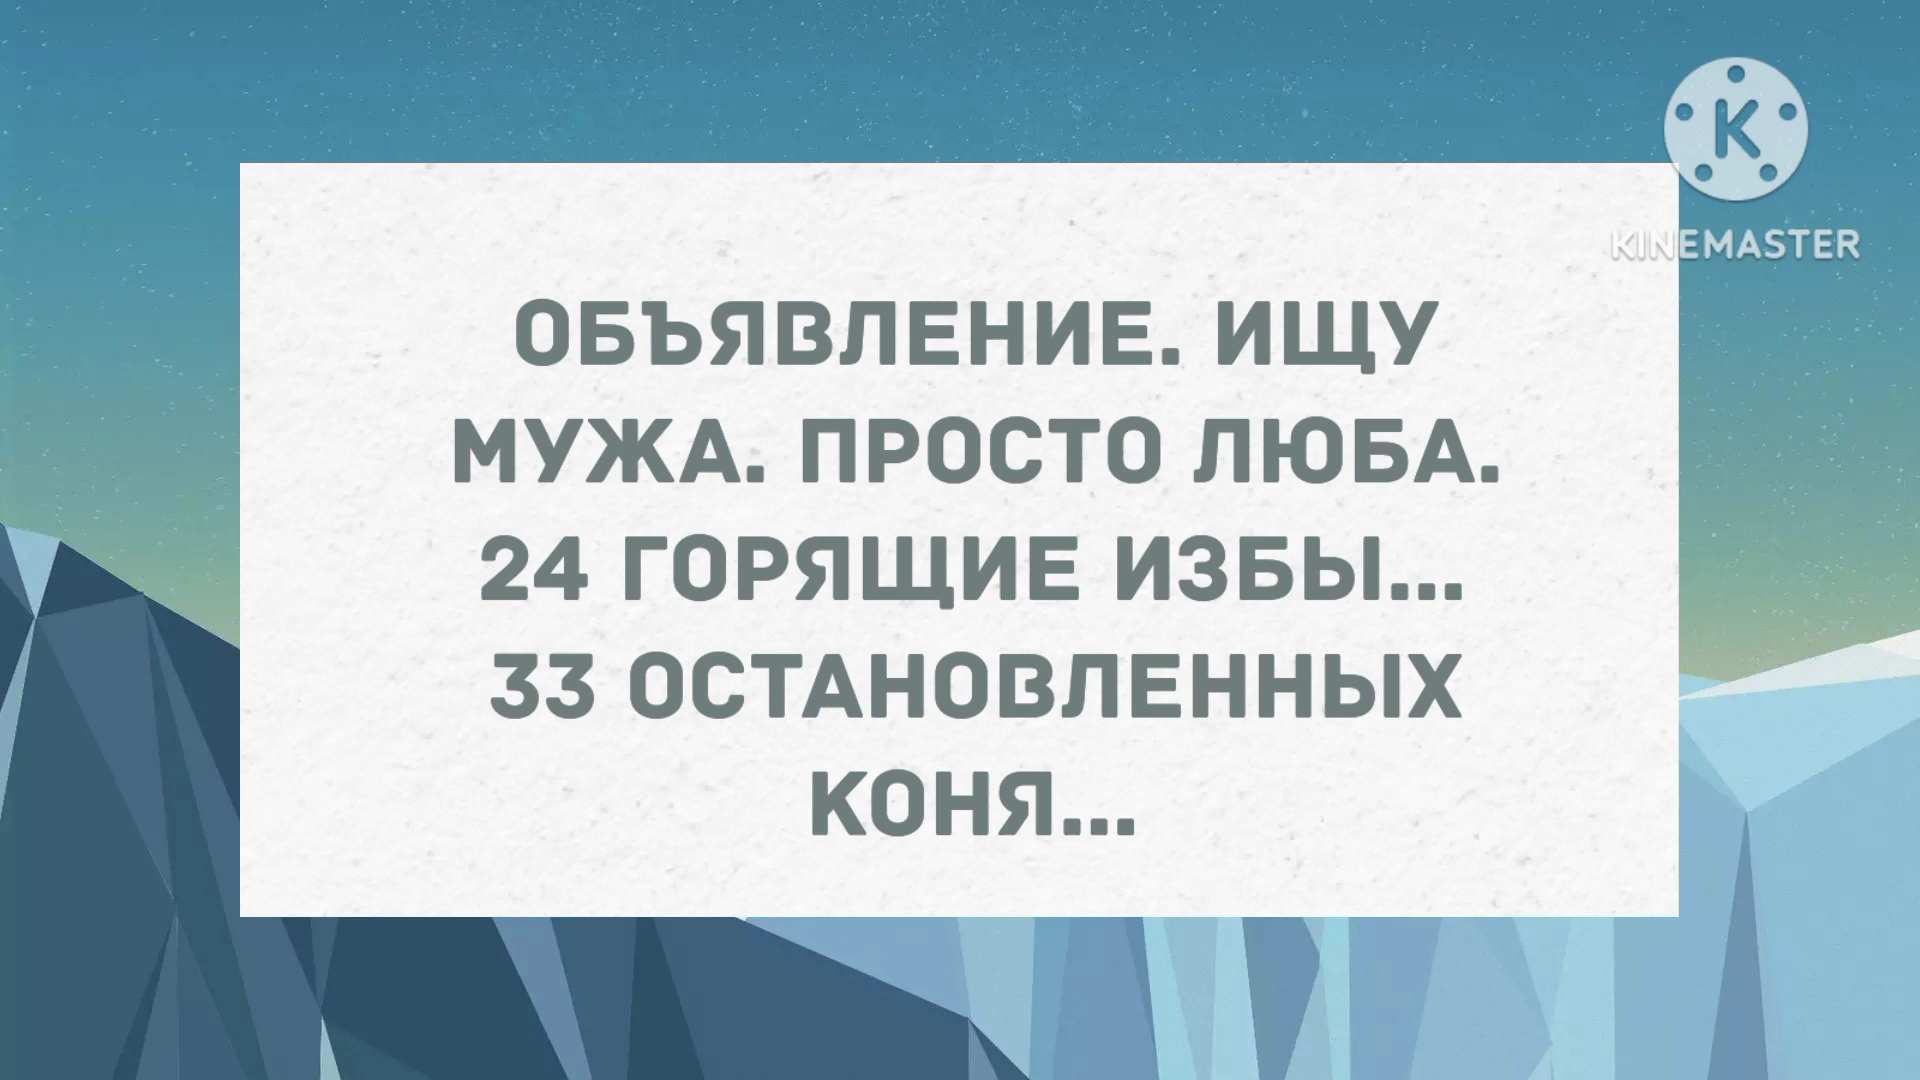 KINEMASTER
ОБЪЯВЛЕНИЕ. ИЩУ
МУЖА. ПРОСТО ЛЮБА.
24 ГОРЯЩИЕ ИЗБЫ...
33 ОСТАНОВЛЕННЫХ
КОНЯ...